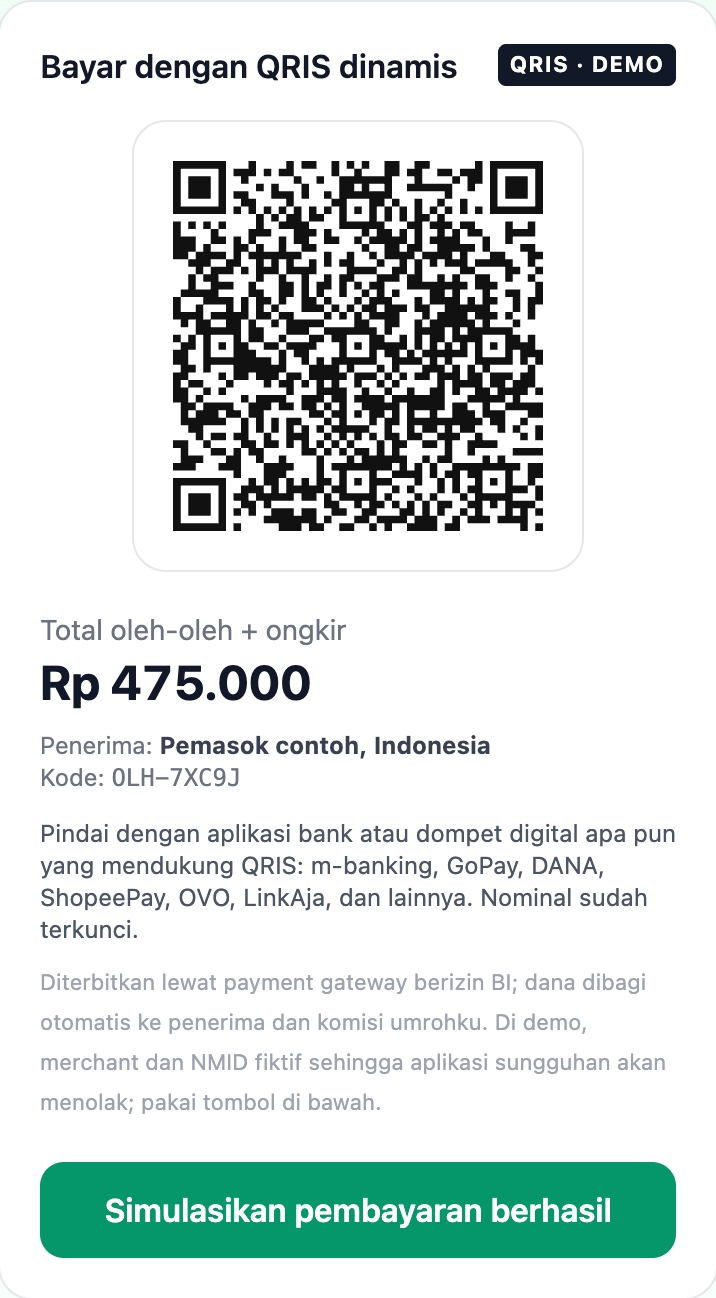 Bayar dengan QRIS dinamis
QRIS · DEMO
Total oleh-oleh + ongkir
Rp 475.000
Penerima: Pemasok contoh, Indonesia
Kode: OLH–7XC9J
Pindai dengan aplikasi bank atau dompet digital apa pun
yang mendukung QRIS: m-banking, GoPay, DANA,
ShopeePay, OVO, LinkAja, dan lainnya. Nominal sudah
terkunci.
Diterbitkan lewat payment gateway berizin BI; dana dibagi
otomatis ke penerima dan komisi umrohku. Di demo,
merchant dan NMID fiktif sehingga aplikasi sungguhan akan
menolak; pakai tombol di bawah.
Simulasikan pembayaran berhasil